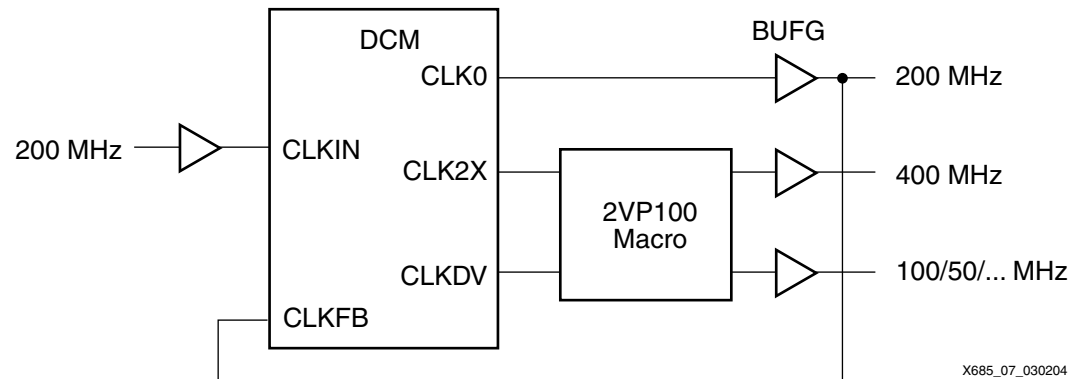 DCM
BUFG
CLK0
200 MHz
200 MHz
CLKIN
CLK2X
2VP100
Macro
400 MHz
CLKDV
100/50/... MHz
CLKFB
X685_07_030204